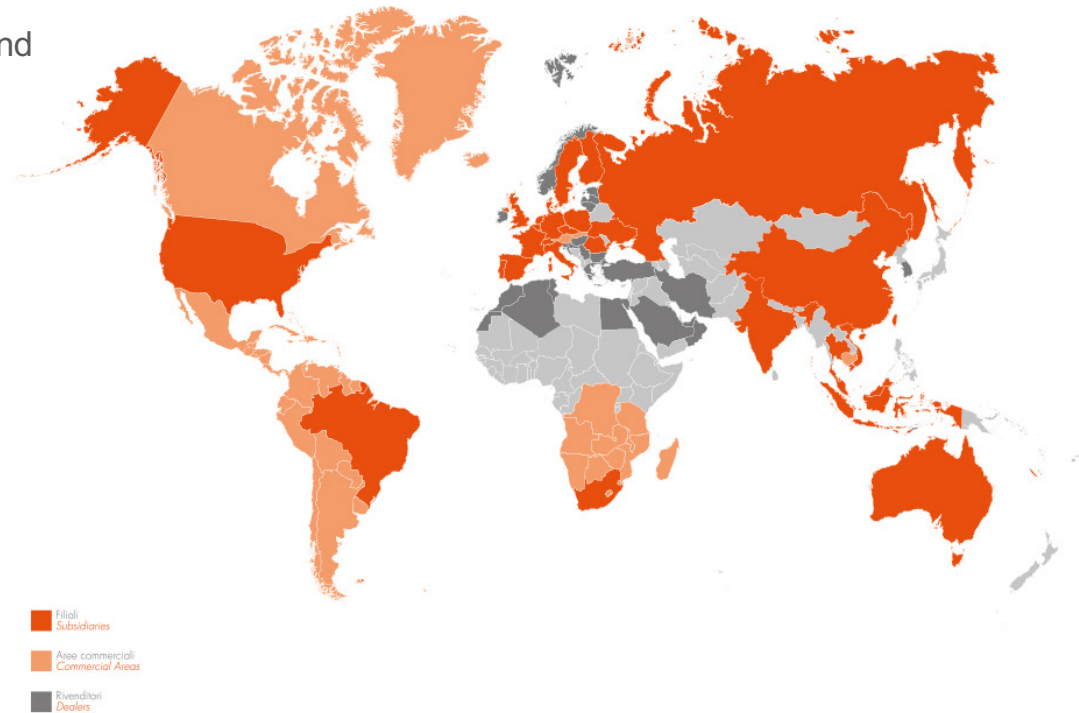 nd
Filiali
Subsidiaries
Aree commerciali
Commercial Areas
Rivenditori
Dealers